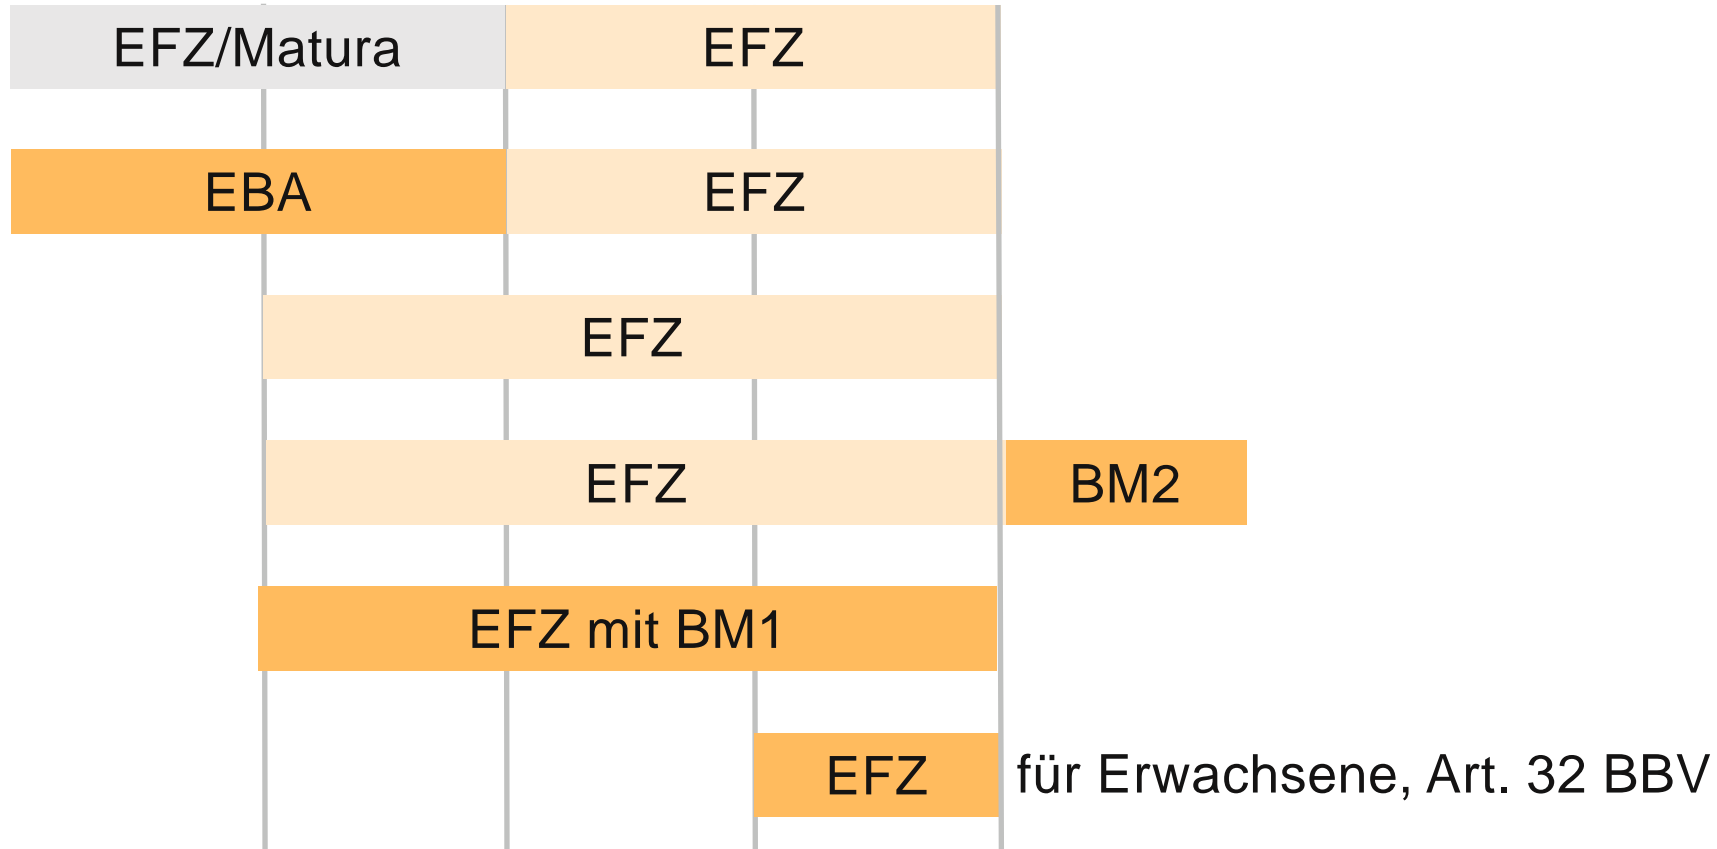 EFZ/Matura EFZ
EBA EFZ
EFZ
EFZ BM2
EFZ mit BM1
EFZ für Erwachsene, Art. 32 BBV